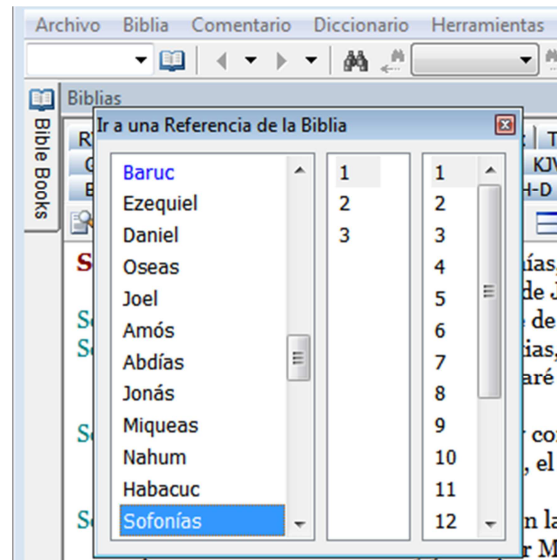 Archivo Biblia Comentario Diccionario Herramientas
Biblias
Bible Books
Ir a una Referencia de la Biblia
KJV
H-D
Baruc 1 1
Ezequiel 2 2
Daniel 3 3
Oseas 4
Joel 5
Amós 6
Abdías 7
Jonás 8
Miqueas 9
Nahum 10
Habacuc 11
Sofonías 12